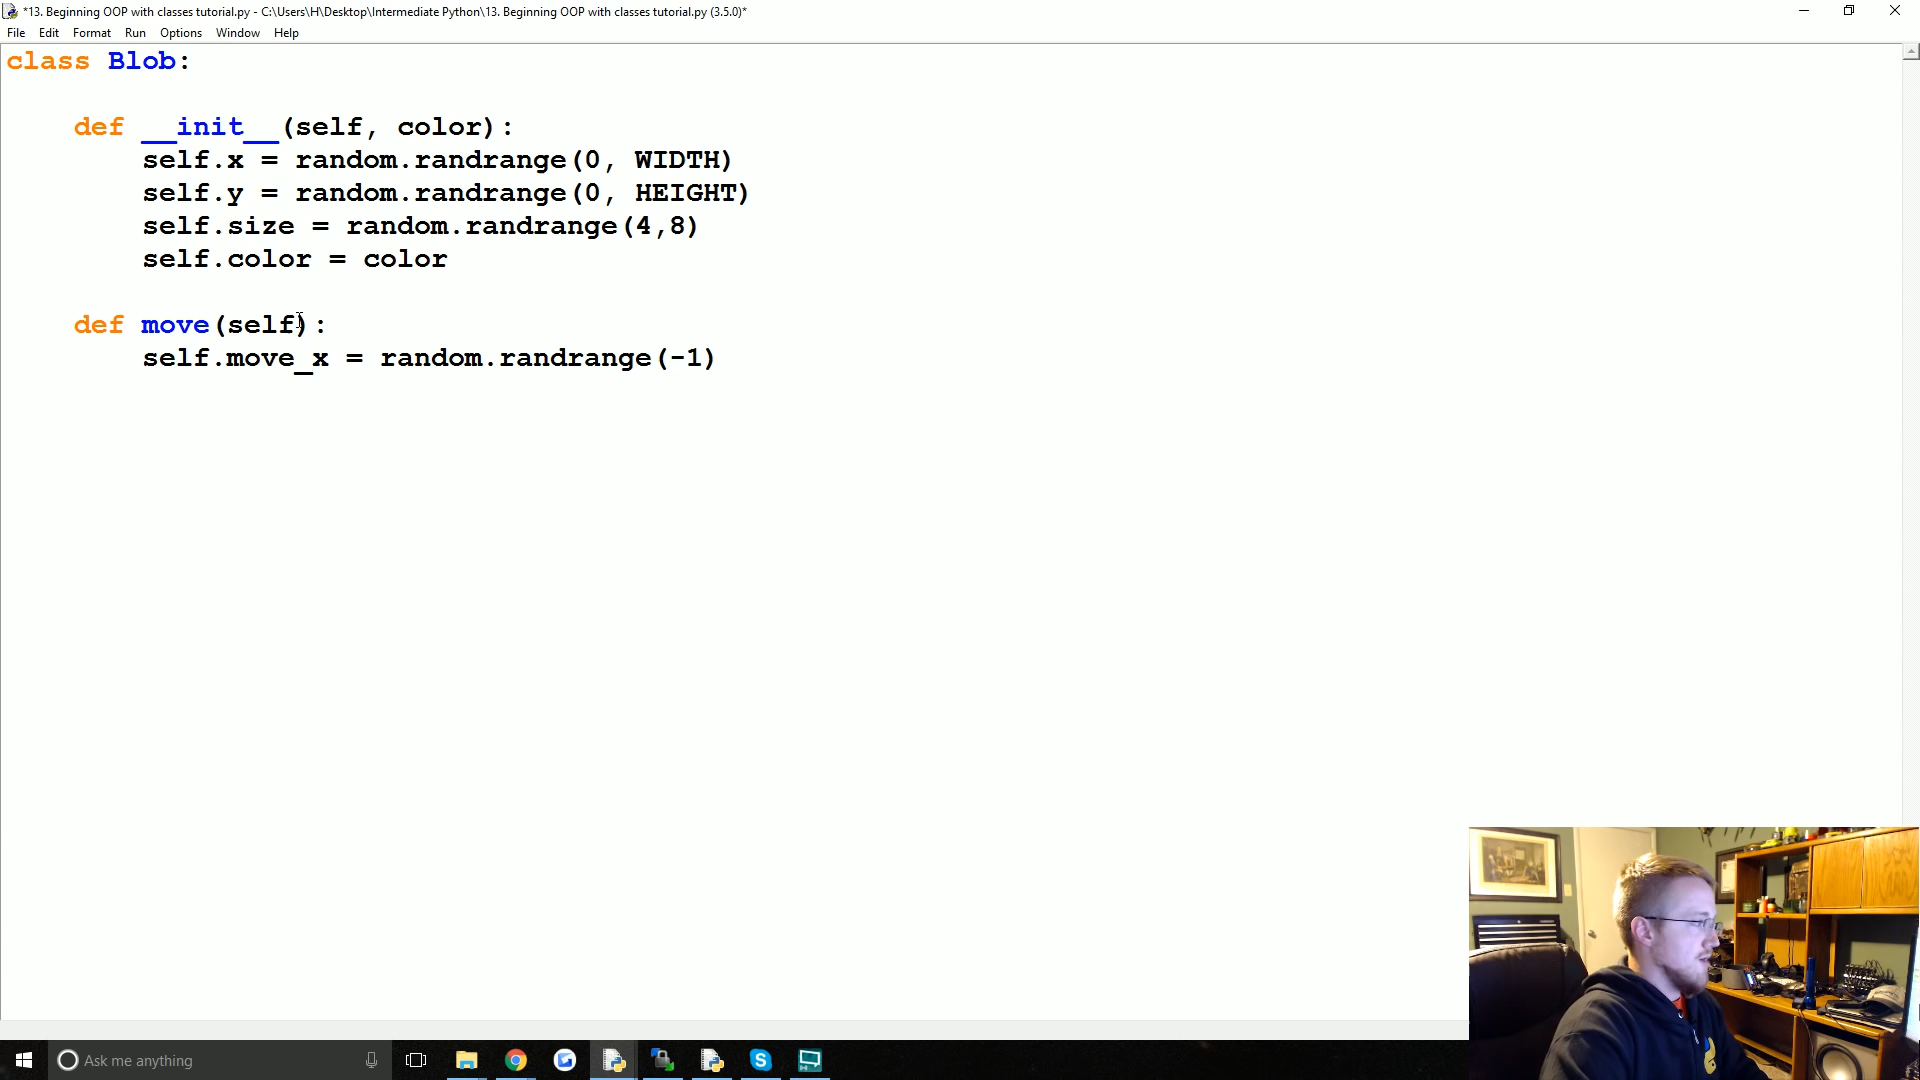 *13. Beginning OOP with classes tutorial.py - C:\Users\H\Desktop\Intermediate Python\13. Beginning OOP with classes tutorial.py (3.5.0)*
File Edit Format Run Options Window Help
class Blob:
def __init__(self, color):
self.x = random.randrange(0, WIDTH)
self.y = random.randrange(0, HEIGHT)
self.size = random.randrange(4,8)
self.color = color
def move(self):
self.move_x = random.randrange(-1)
Ask me anything